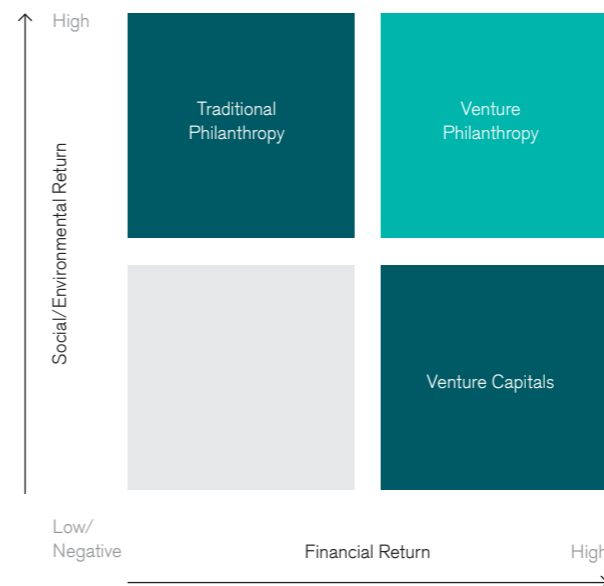 High
Traditional
Philanthropy
Venture
Philanthropy
Social/Environmental Return
Venture Capitals
Low/
Negative
Financial Return
High